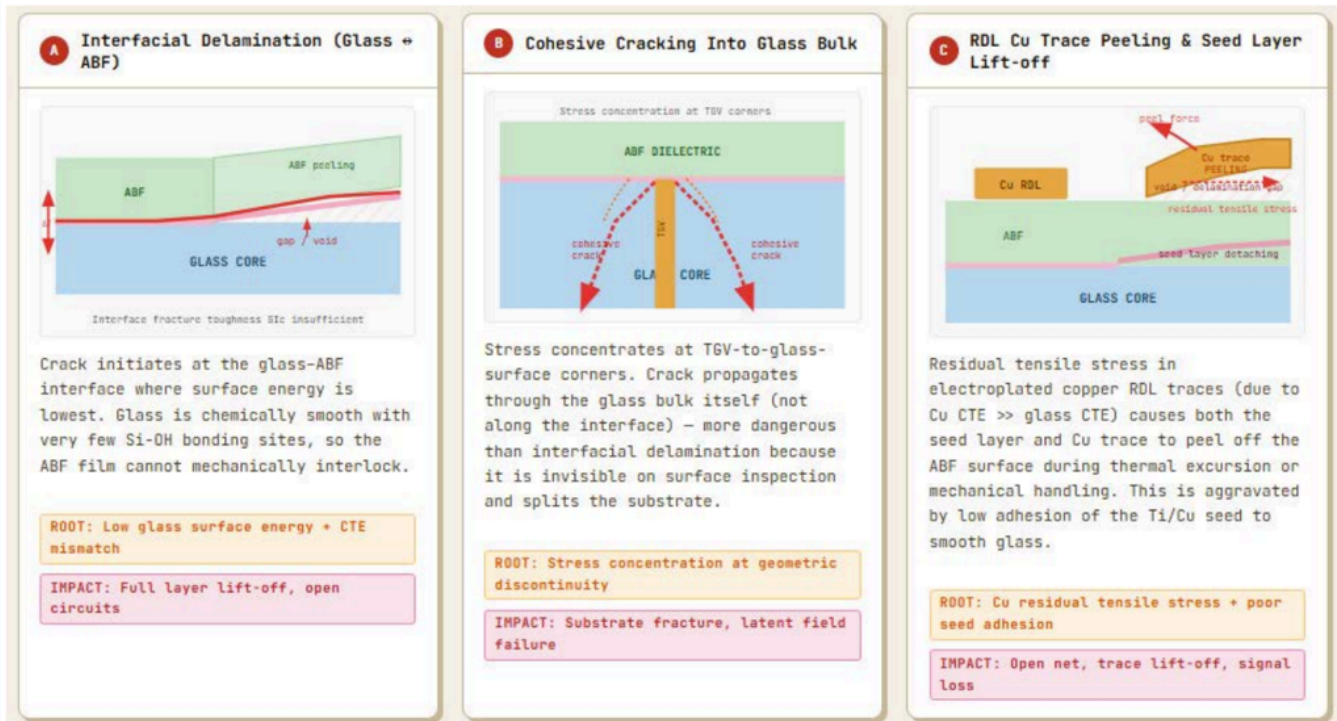 A
Interfacial Delamination (Glass ↔
ABF)
ABF peeling
ABF
gap / void
GLASS CORE
Interface fracture toughness GIc insufficient
Crack initiates at the glass–ABF
interface where surface energy is
lowest. Glass is chemically smooth with
very few Si-OH bonding sites, so the
ABF film cannot mechanically interlock.
ROOT: Low glass surface energy + CTE
mismatch
IMPACT: Full layer lift-off, open
circuits
B
Cohesive Cracking Into Glass Bulk
Stress concentration at TGV corners
ABF DIELECTRIC
TGV
cohesive
crack
cohesive
crack
GLA CORE
Stress concentrates at TGV-to-glass-
surface corners. Crack propagates
through the glass bulk itself (not
along the interface) — more dangerous
than interfacial delamination because
it is invisible on surface inspection
and splits the substrate.
ROOT: Stress concentration at geometric
discontinuity
IMPACT: Substrate fracture, latent field
failure
C
RDL Cu Trace Peeling & Seed Layer
Lift-off
peel force
Cu trace
PEELING
Cu RDL
void / delamination gap
residual tensile stress
ABF
seed layer detaching
GLASS CORE
Residual tensile stress in
electroplated copper RDL traces (due to
Cu CTE >> glass CTE) causes both the
seed layer and Cu trace to peel off the
ABF surface during thermal excursion or
mechanical handling. This is aggravated
by low adhesion of the Ti/Cu seed to
smooth glass.
ROOT: Cu residual tensile stress + poor
seed adhesion
IMPACT: Open net, trace lift-off, signal
loss